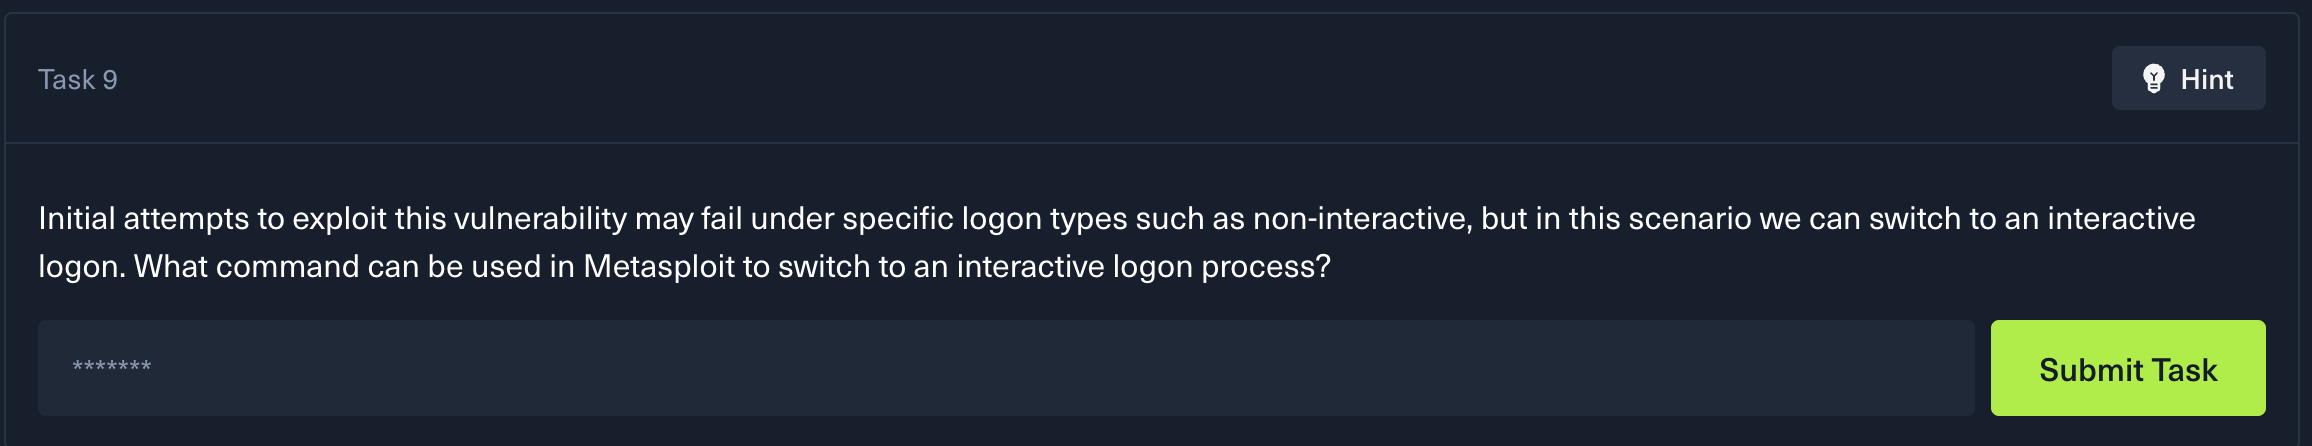 Task 9
Hint
Initial attempts to exploit this vulnerability may fail under specific logon types such as non-interactive, but in this scenario we can switch to an interactive
logon. What command can be used in Metasploit to switch to an interactive logon process?
*******
Submit Task